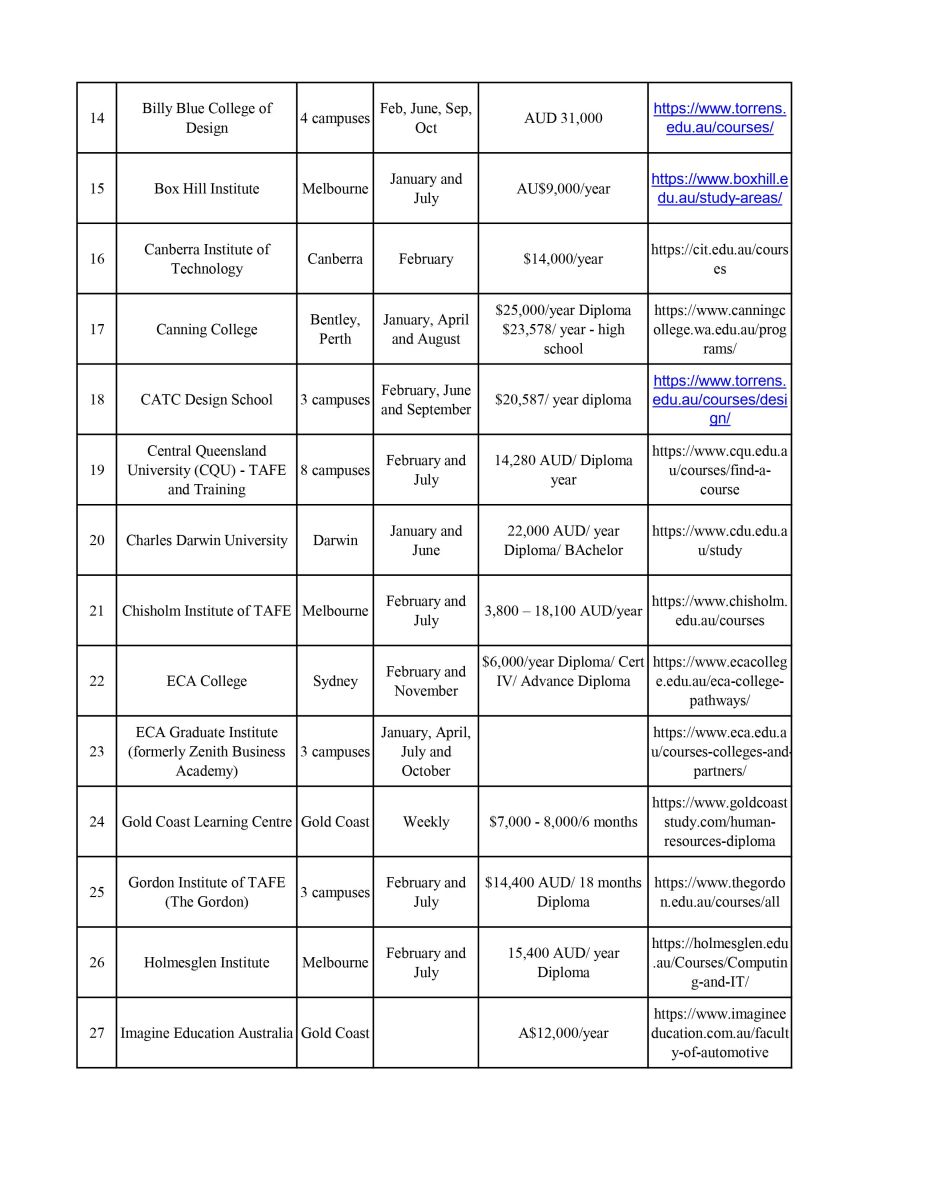 14 Billy Blue College of Design 4 campuses Feb, June, Sep, Oct AUD 31,000 https://www.torrens.edu.au/courses/
15 Box Hill Institute Melbourne January and July AU$9,000/year https://www.boxhill.edu.au/study-areas/
16 Canberra Institute of Technology Canberra February $14,000/year https://cit.edu.au/courses
17 Canning College Bentley, Perth January, April and August $25,000/year Diploma $23,578/ year - high school https://www.canningcollege.wa.edu.au/programs/
18 CATC Design School 3 campuses February, June and September $20,587/ year diploma https://www.torrens.edu.au/courses/design/
19 Central Queensland University (CQU) - TAFE and Training 8 campuses February and July 14,280 AUD/ Diploma year https://www.cqu.edu.au/courses/find-a-course
20 Charles Darwin University Darwin January and June 22,000 AUD/ year Diploma/ BAchelor https://www.cdu.edu.au/study
21 Chisholm Institute of TAFE Melbourne February and July 3,800 – 18,100 AUD/year https://www.chisholm.edu.au/courses
22 ECA College Sydney February and November $6,000/year Diploma/ Cert IV/ Advance Diploma https://www.ecacollege.edu.au/eca-college-pathways/
23 ECA Graduate Institute (formerly Zenith Business Academy) 3 campuses January, April, July and October https://www.eca.edu.au/courses-colleges-and-partners/
24 Gold Coast Learning Centre Gold Coast Weekly $7,000 - 8,000/6 months https://www.goldcoaststudy.com/human-resources-diploma
25 Gordon Institute of TAFE (The Gordon) 3 campuses February and July $14,400 AUD/ 18 months Diploma https://www.thegordon.edu.au/courses/all
26 Holmesglen Institute Melbourne February and July 15,400 AUD/ year Diploma https://holmesglen.edu.au/Courses/Computing-and-IT/
27 Imagine Education Australia Gold Coast A$12,000/year https://www.imagineeducation.com.au/faculty-of-automotive